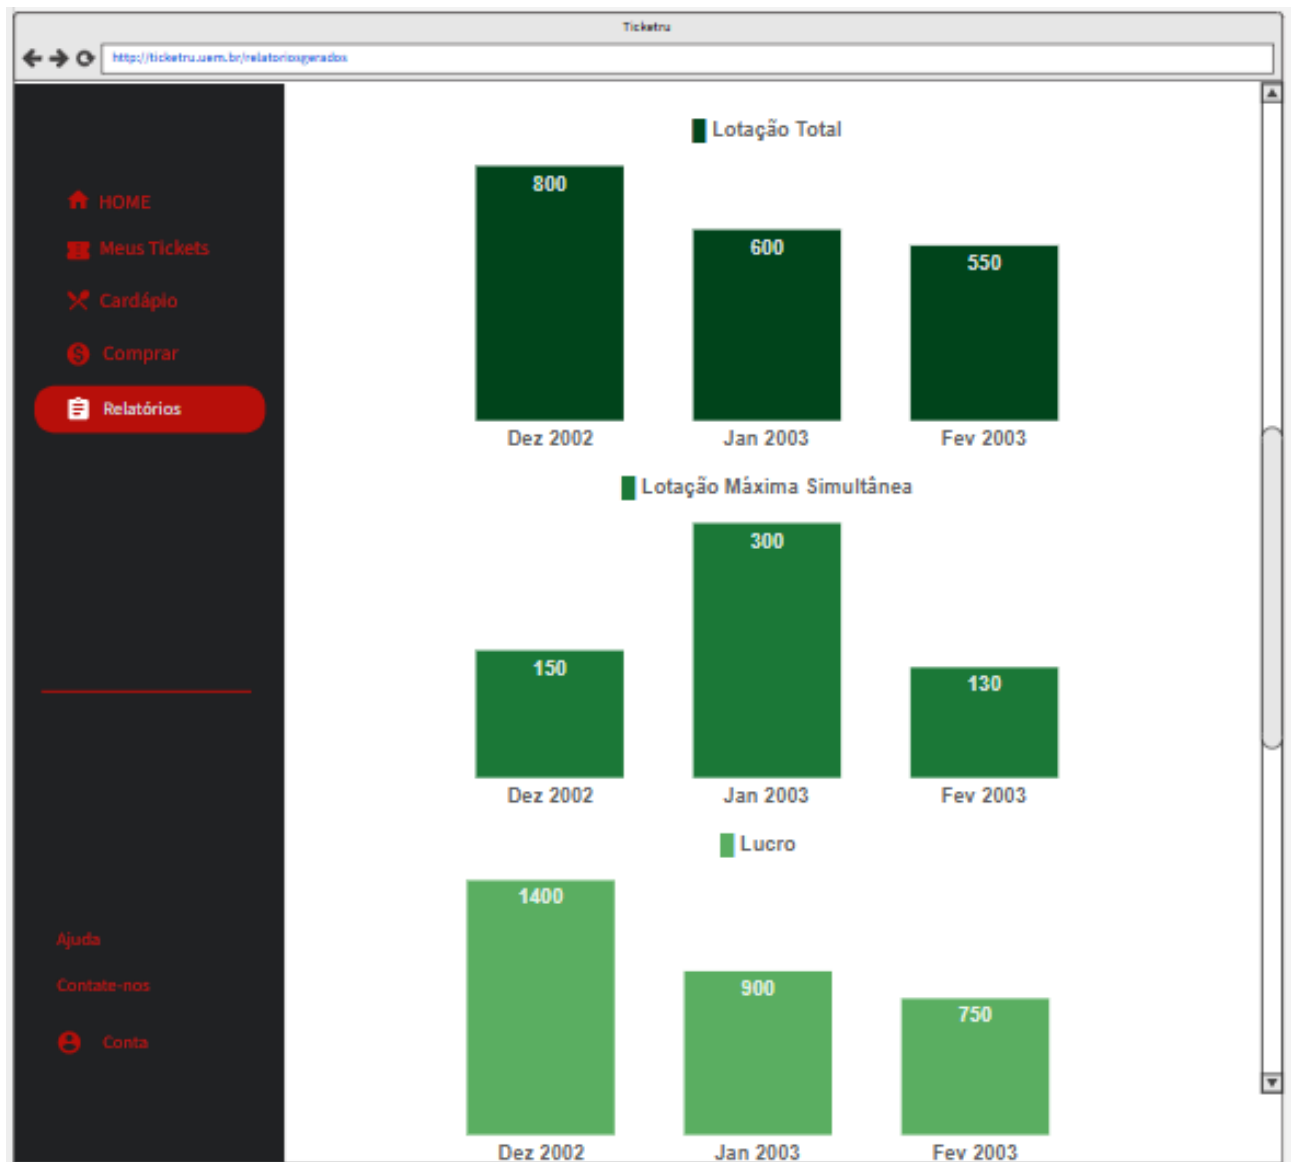 Ticketru
http://ticketru.uem.br/relatoriosgerados
HOME
Meus Tickets
Cardápio
Comprar
Relatórios
Ajuda
Contate-nos
Conta
Lotação Total
800
600
550
Dez 2002
Jan 2003
Fev 2003
Lotação Máxima Simultânea
300
150
130
Dez 2002
Jan 2003
Fev 2003
Lucro
1400
900
750
Dez 2002
Jan 2003
Fev 2003